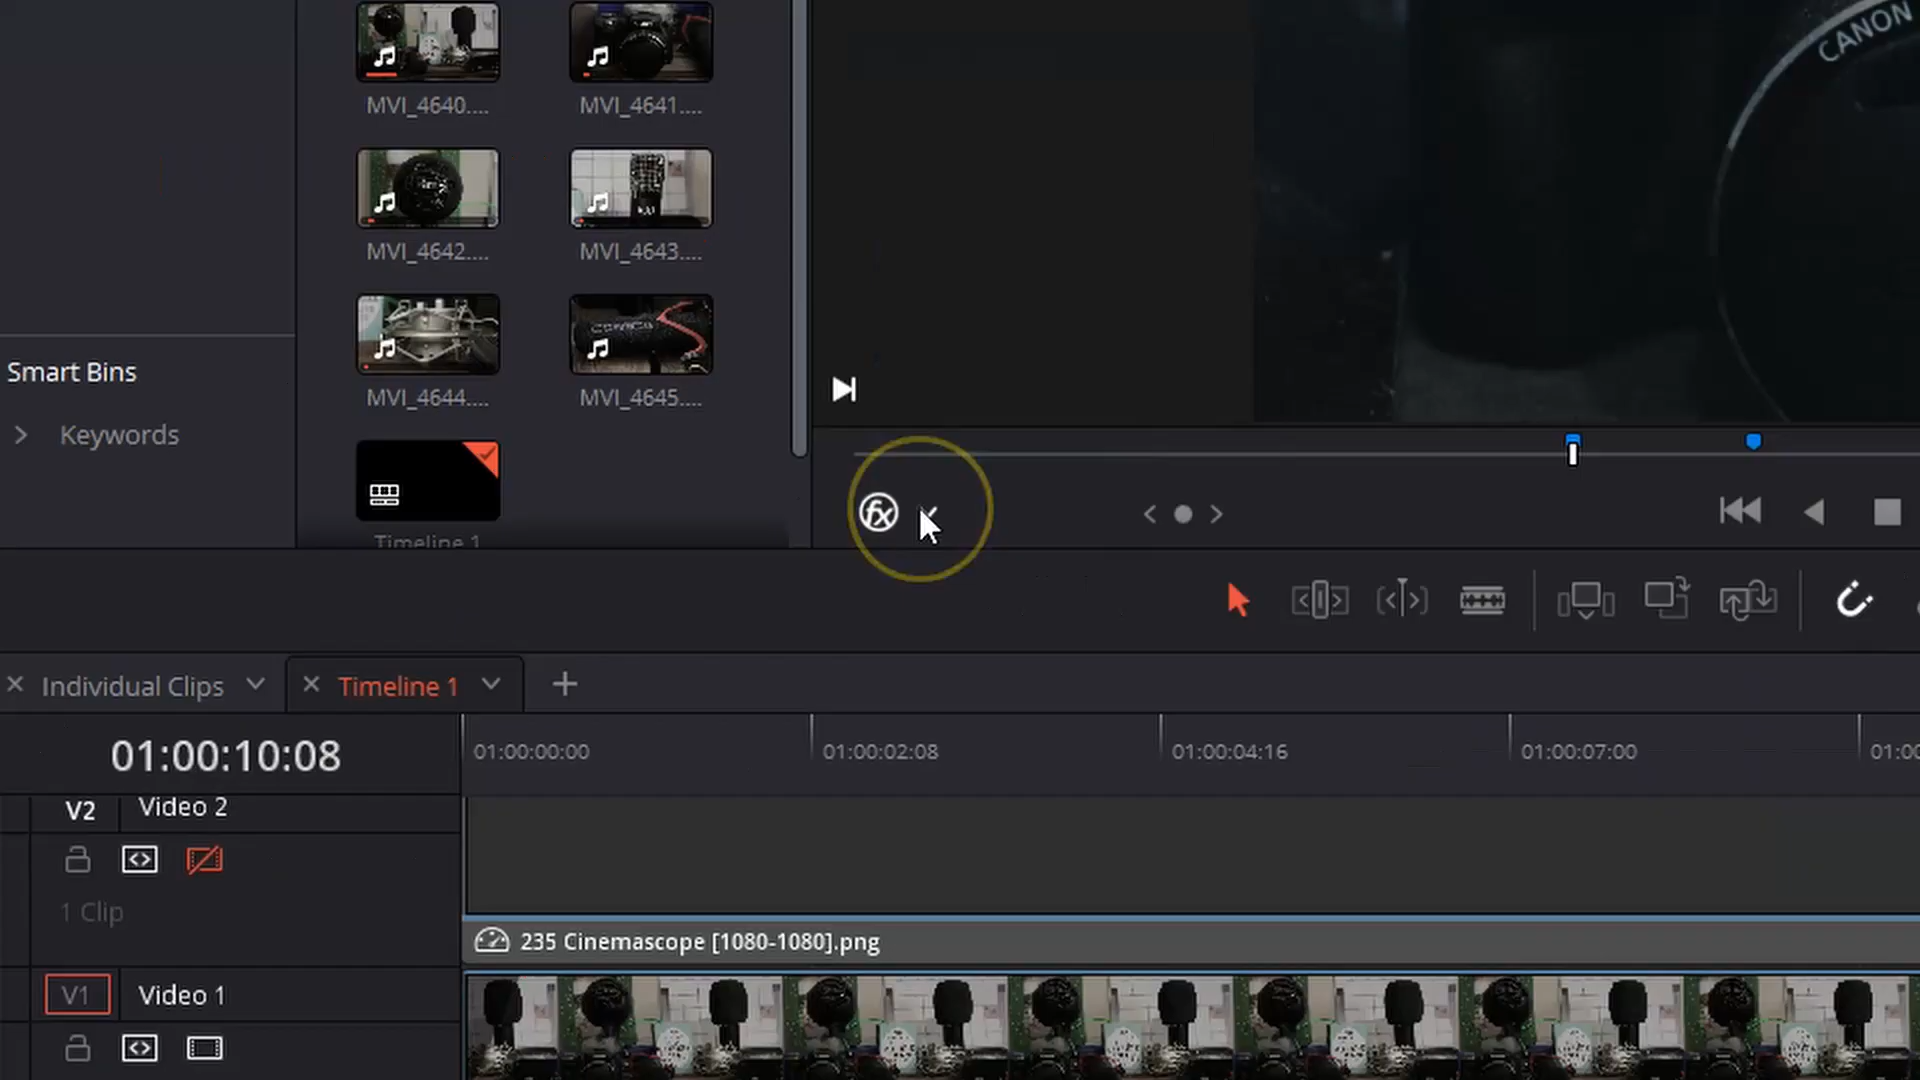 CANON
MVI_4640....
MVI_4641....
MVI_4642....
MVI_4643....
Smart Bins
MVI_4644....
MVI_4645....
Keywords
Timeline 1
fx
Individual Clips
Timeline 1
01:00:10:08
01:00:00:00
01:00:02:08
01:00:04:16
01:00:07:00
01:00
V2
Video 2
1 Clip
235 Cinemascope [1080-1080].png
V1
Video 1